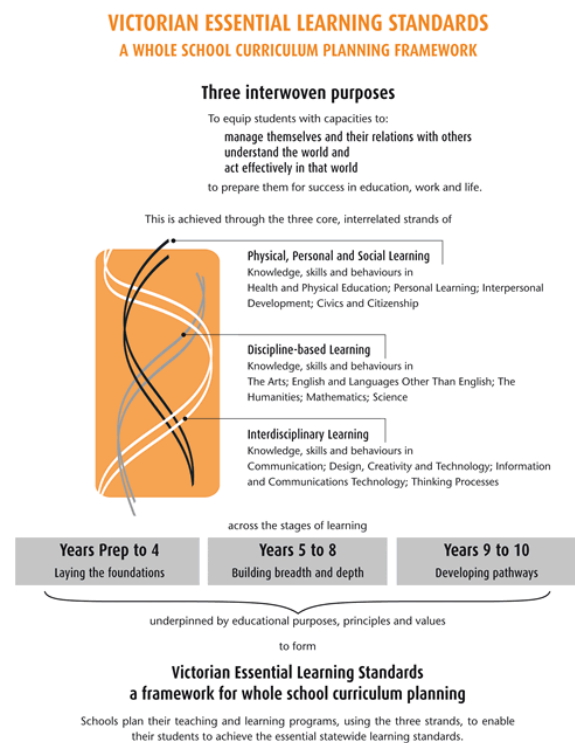 VICTORIAN ESSENTIAL LEARNING STANDARDS
A WHOLE SCHOOL CURRICULUM PLANNING FRAMEWORK
Three interwoven purposes
To equip students with capacities to:
manage themselves and their relations with others
understand the world and
act effectively in that world
to prepare them for success in education, work and life.
This is achieved through the three core, interrelated strands of
Physical, Personal and Social Learning
Knowledge, skills and behaviours in
Health and Physical Education; Personal Learning; Interpersonal
Development; Civics and Citizenship
Discipline-based Learning
Knowledge, skills and behaviours in
The Arts; English and Languages Other Than English; The
Humanities; Mathematics; Science
Interdisciplinary Learning
Knowledge, skills and behaviours in
Communication; Design, Creativity and Technology; Information
and Communications Technology; Thinking Processes
across the stages of learning
Years Prep to 4
Laying the foundations
Years 5 to 8
Building breadth and depth
Years 9 to 10
Developing pathways
underpinned by educational purposes, principles and values
to form
Victorian Essential Learning Standards
a framework for whole school curriculum planning
Schools plan their teaching and learning programs, using the three strands, to enable
their students to achieve the essential statewide learning standards.